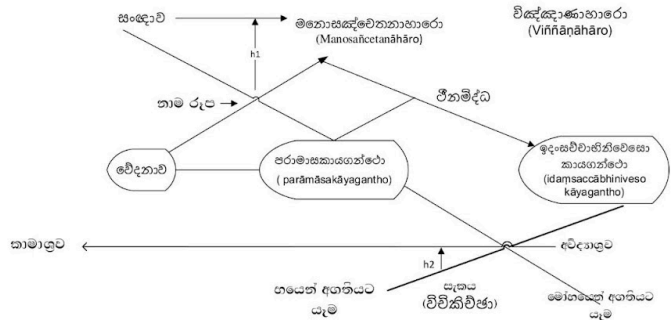 සංඥාව
මනොසඤ්චෙතනාහාරො
(Manosañcetanāhāro)
විඤ්ඤාණාහාරො
(Viññāṇāhāro)
h1
නාම රූප
ථීනමිද්ධ
වේදනාව
පරාමාසකායගන්ථො
( parāmāsakāyagantho)
ඉදංසච්චාභිනිවෙසො
කායගන්ථො
(idaṃsaccābhiniveso
kāyagantho)
කාමාශ්‍රව
අවිද්‍යාශ්‍රව
h2
භයෙන් අගතියට
යෑම
සැකය
(විචිකිච්ඡා)
මෝහයෙන් අගතියට
යෑම